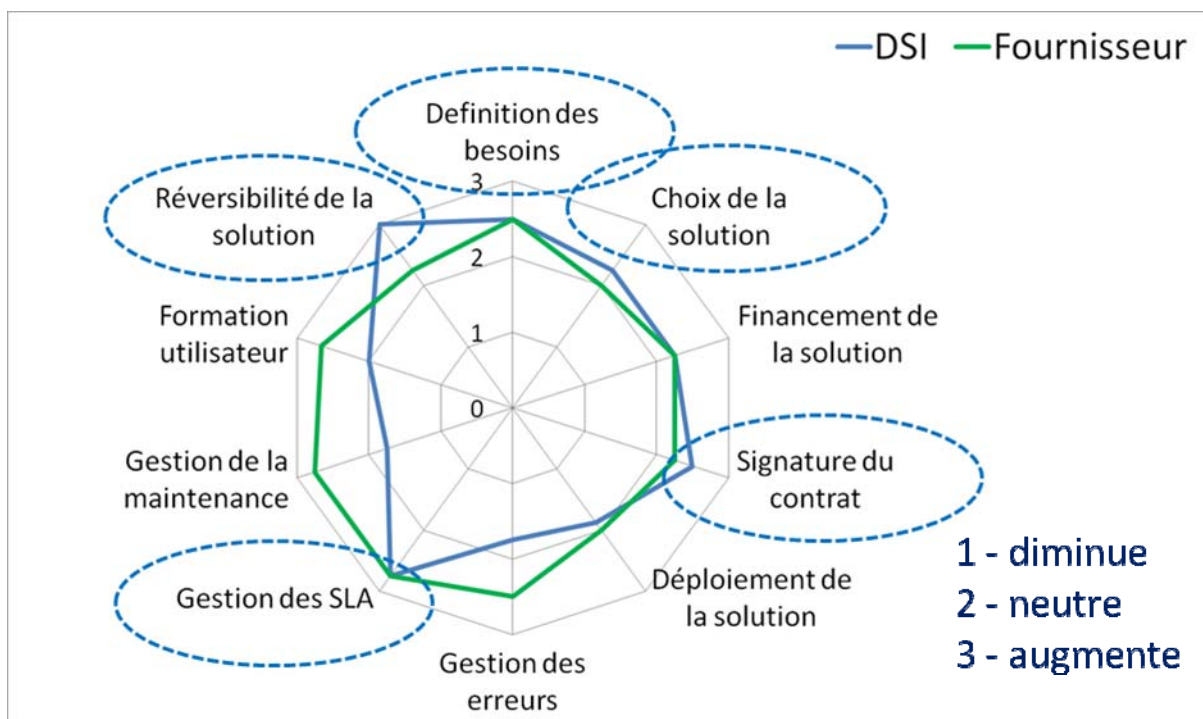 DSI
Fournisseur
Definition des
besoins
Réversibilité de la
solution
Choix de la
solution
3
2
1
0
Formation
utilisateur
Financement de
la solution
Gestion de la
maintenance
Signature du
contrat
Gestion des SLA
Déploiement de
la solution
Gestion des
erreurs
1 - diminue
2 - neutre
3 - augmente